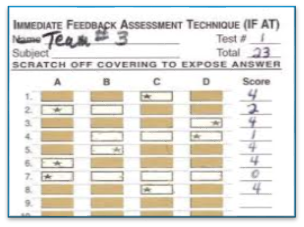 IMMEDIATE FEEDBACK ASSESSMENT TECHNIQUE (IF AT)
Name Team # 3 Test # 1
Subject Total 23
SCRATCH OFF COVERING TO EXPOSE ANSWER
A B C D Score
1. 4
2. 2
3. 4
4. 1
5. 4
6. 4
7. 0
8. 4
9.